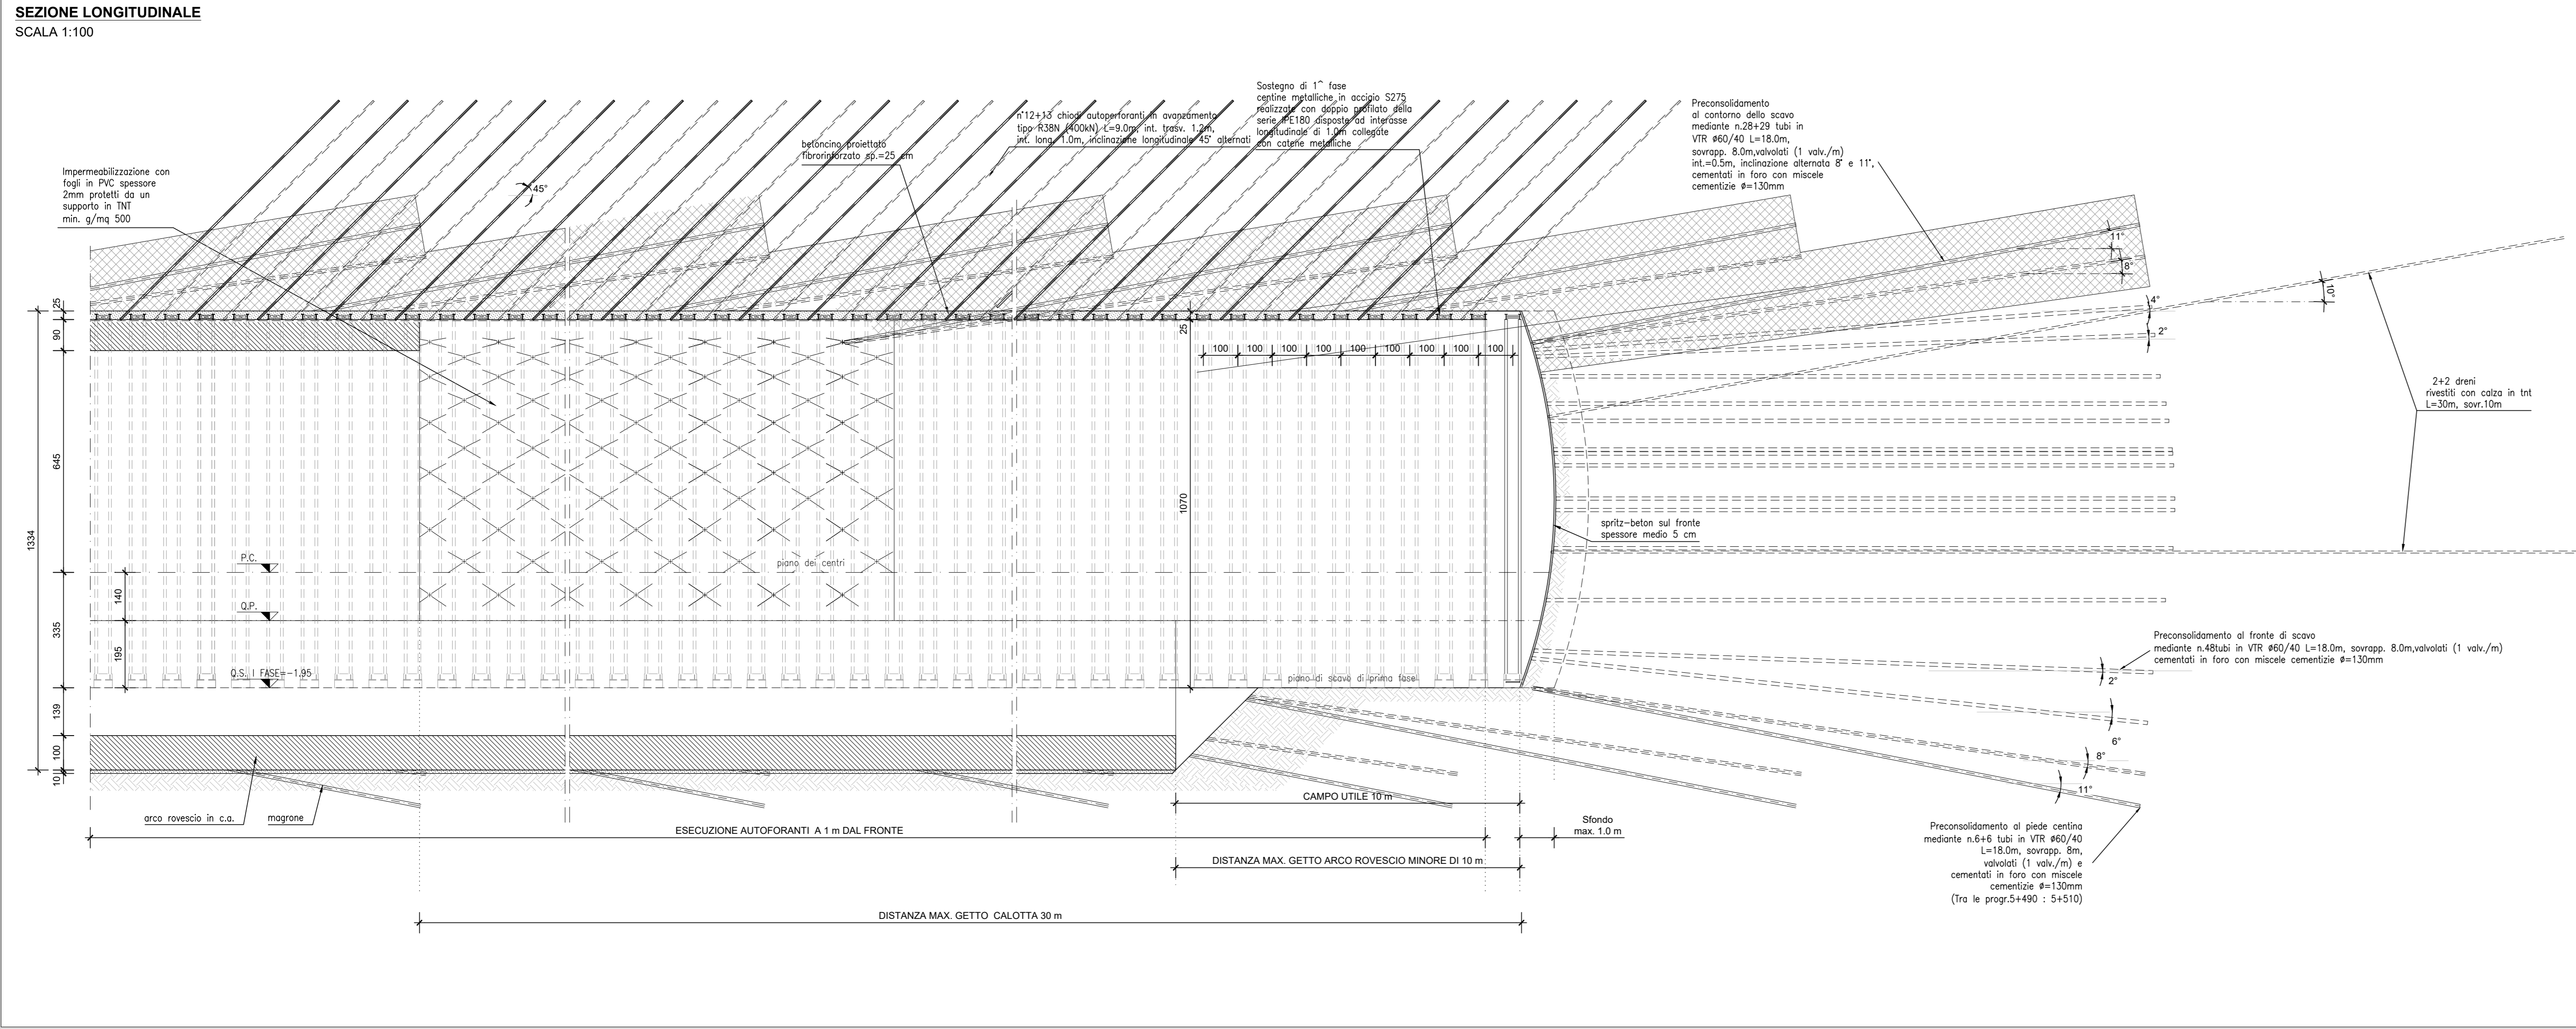 SEZIONE LONGITUDINALE
SCALA 1:100
Impermeabilizzazione con
fogli in PVC spessore
2mm protetti da un
supporto in TNT
min. g/mq 500
45°
betoncino proiettato
fibrorinforzato sp.=25 cm
n°12+13 chiodi autoperforanti in avanzamento
tipo R38N (400kN) L=9.0m, int. trasv. 1.2m,
int. long. 1.0m, inclinazione longitudinale 45° alternati
Sostegno di 1^ fase
centine metalliche in acciaio S275
realizzate con doppio profilato della
serie IPE180 disposte ad interasse
longitudinale di 1.0m collegate
con catene metalliche
Preconsolidamento
al contorno dello scavo
mediante n.28+29 tubi in
VTR ø60/40 L=18.0m,
sovrapp. 8.0m,valvolati (1 valv./m)
int.=0.5m, inclinazione alternata 8° e 11°,
cementati in foro con miscele
cementizie ø=130mm
11°
8°
4°
2°
10°
2+2 dreni
rivestiti con calza in tnt
L=30m, sovr.10m
25
90
645
335
139
100
10
1334
140
195
25
1070
100 100 100 100 100 100 100 100 100
P.C.
Q.P.
Q.S. I FASE=-1.95
piano dei centri
piano di scavo di prima fase
spritz-beton sul fronte
spessore medio 5 cm
Preconsolidamento al fronte di scavo
mediante n.48tubi in VTR ø60/40 L=18.0m, sovrapp. 8.0m,valvolati (1 valv./m)
cementati in foro con miscele cementizie ø=130mm
2°
6°
8°
11°
arco rovescio in c.a.
magrone
CAMPO UTILE 10 m
ESECUZIONE AUTOFORANTI A 1 m DAL FRONTE
Sfondo
max. 1.0 m
DISTANZA MAX. GETTO ARCO ROVESCIO MINORE DI 10 m
DISTANZA MAX. GETTO CALOTTA 30 m
Preconsolidamento al piede centina
mediante n.6+6 tubi in VTR ø60/40
L=18.0m, sovrapp. 8m,
valvolati (1 valv./m) e
cementati in foro con miscele
cementizie ø=130mm
(Tra le progr.5+490 : 5+510)